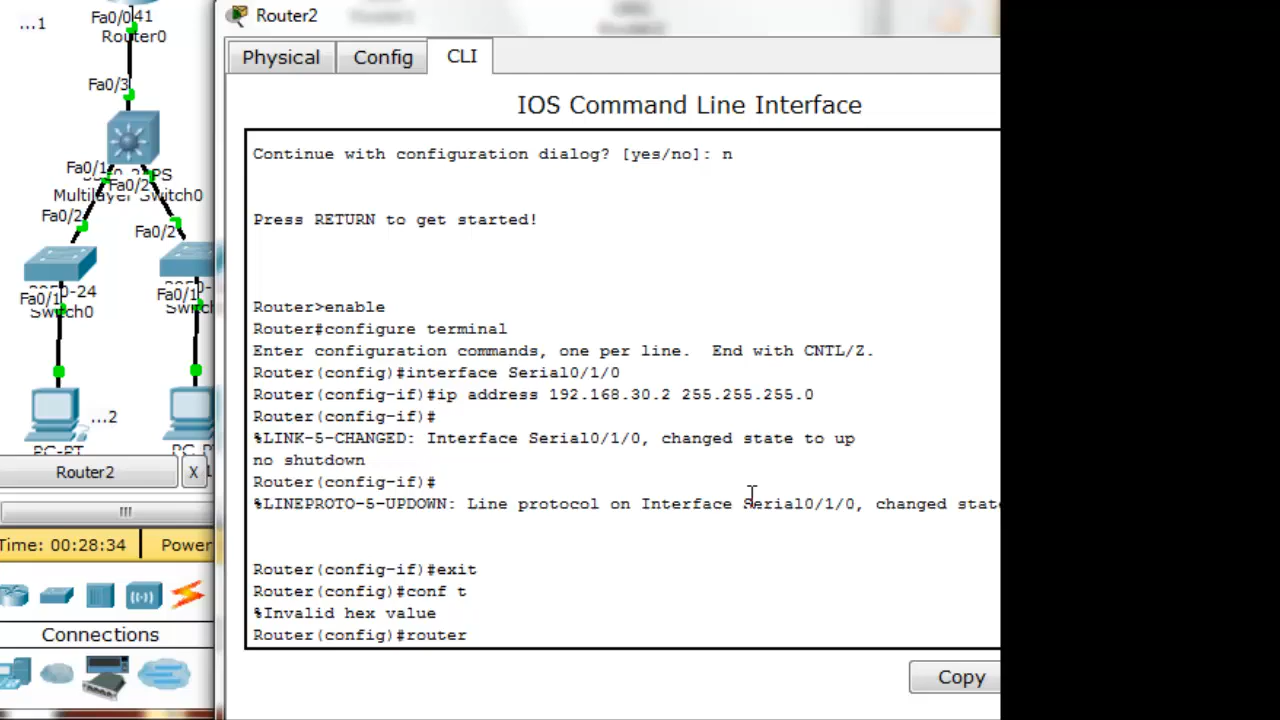 ...1
Fa0/0
41
Router0
Fa0/3
Fa0/1
Fa0/2
Multilayer Switch0
Fa0/2
Fa0/2
Fa0/1
Switch0
Fa0/1
...2
Router2
X
Time: 00:28:34
Power
Connections
Router2
Physical
Config
CLI
IOS Command Line Interface
Continue with configuration dialog? [yes/no]: n
Press RETURN to get started!
Router>enable
Router#configure terminal
Enter configuration commands, one per line.  End with CNTL/Z.
Router(config)#interface Serial0/1/0
Router(config-if)#ip address 192.168.30.2 255.255.255.0
Router(config-if)#
%LINK-5-CHANGED: Interface Serial0/1/0, changed state to up
no shutdown
Router(config-if)#
%LINEPROTO-5-UPDOWN: Line protocol on Interface Serial0/1/0, changed state
Router(config-if)#exit
Router(config)#conf t
%Invalid hex value
Router(config)#router
Copy